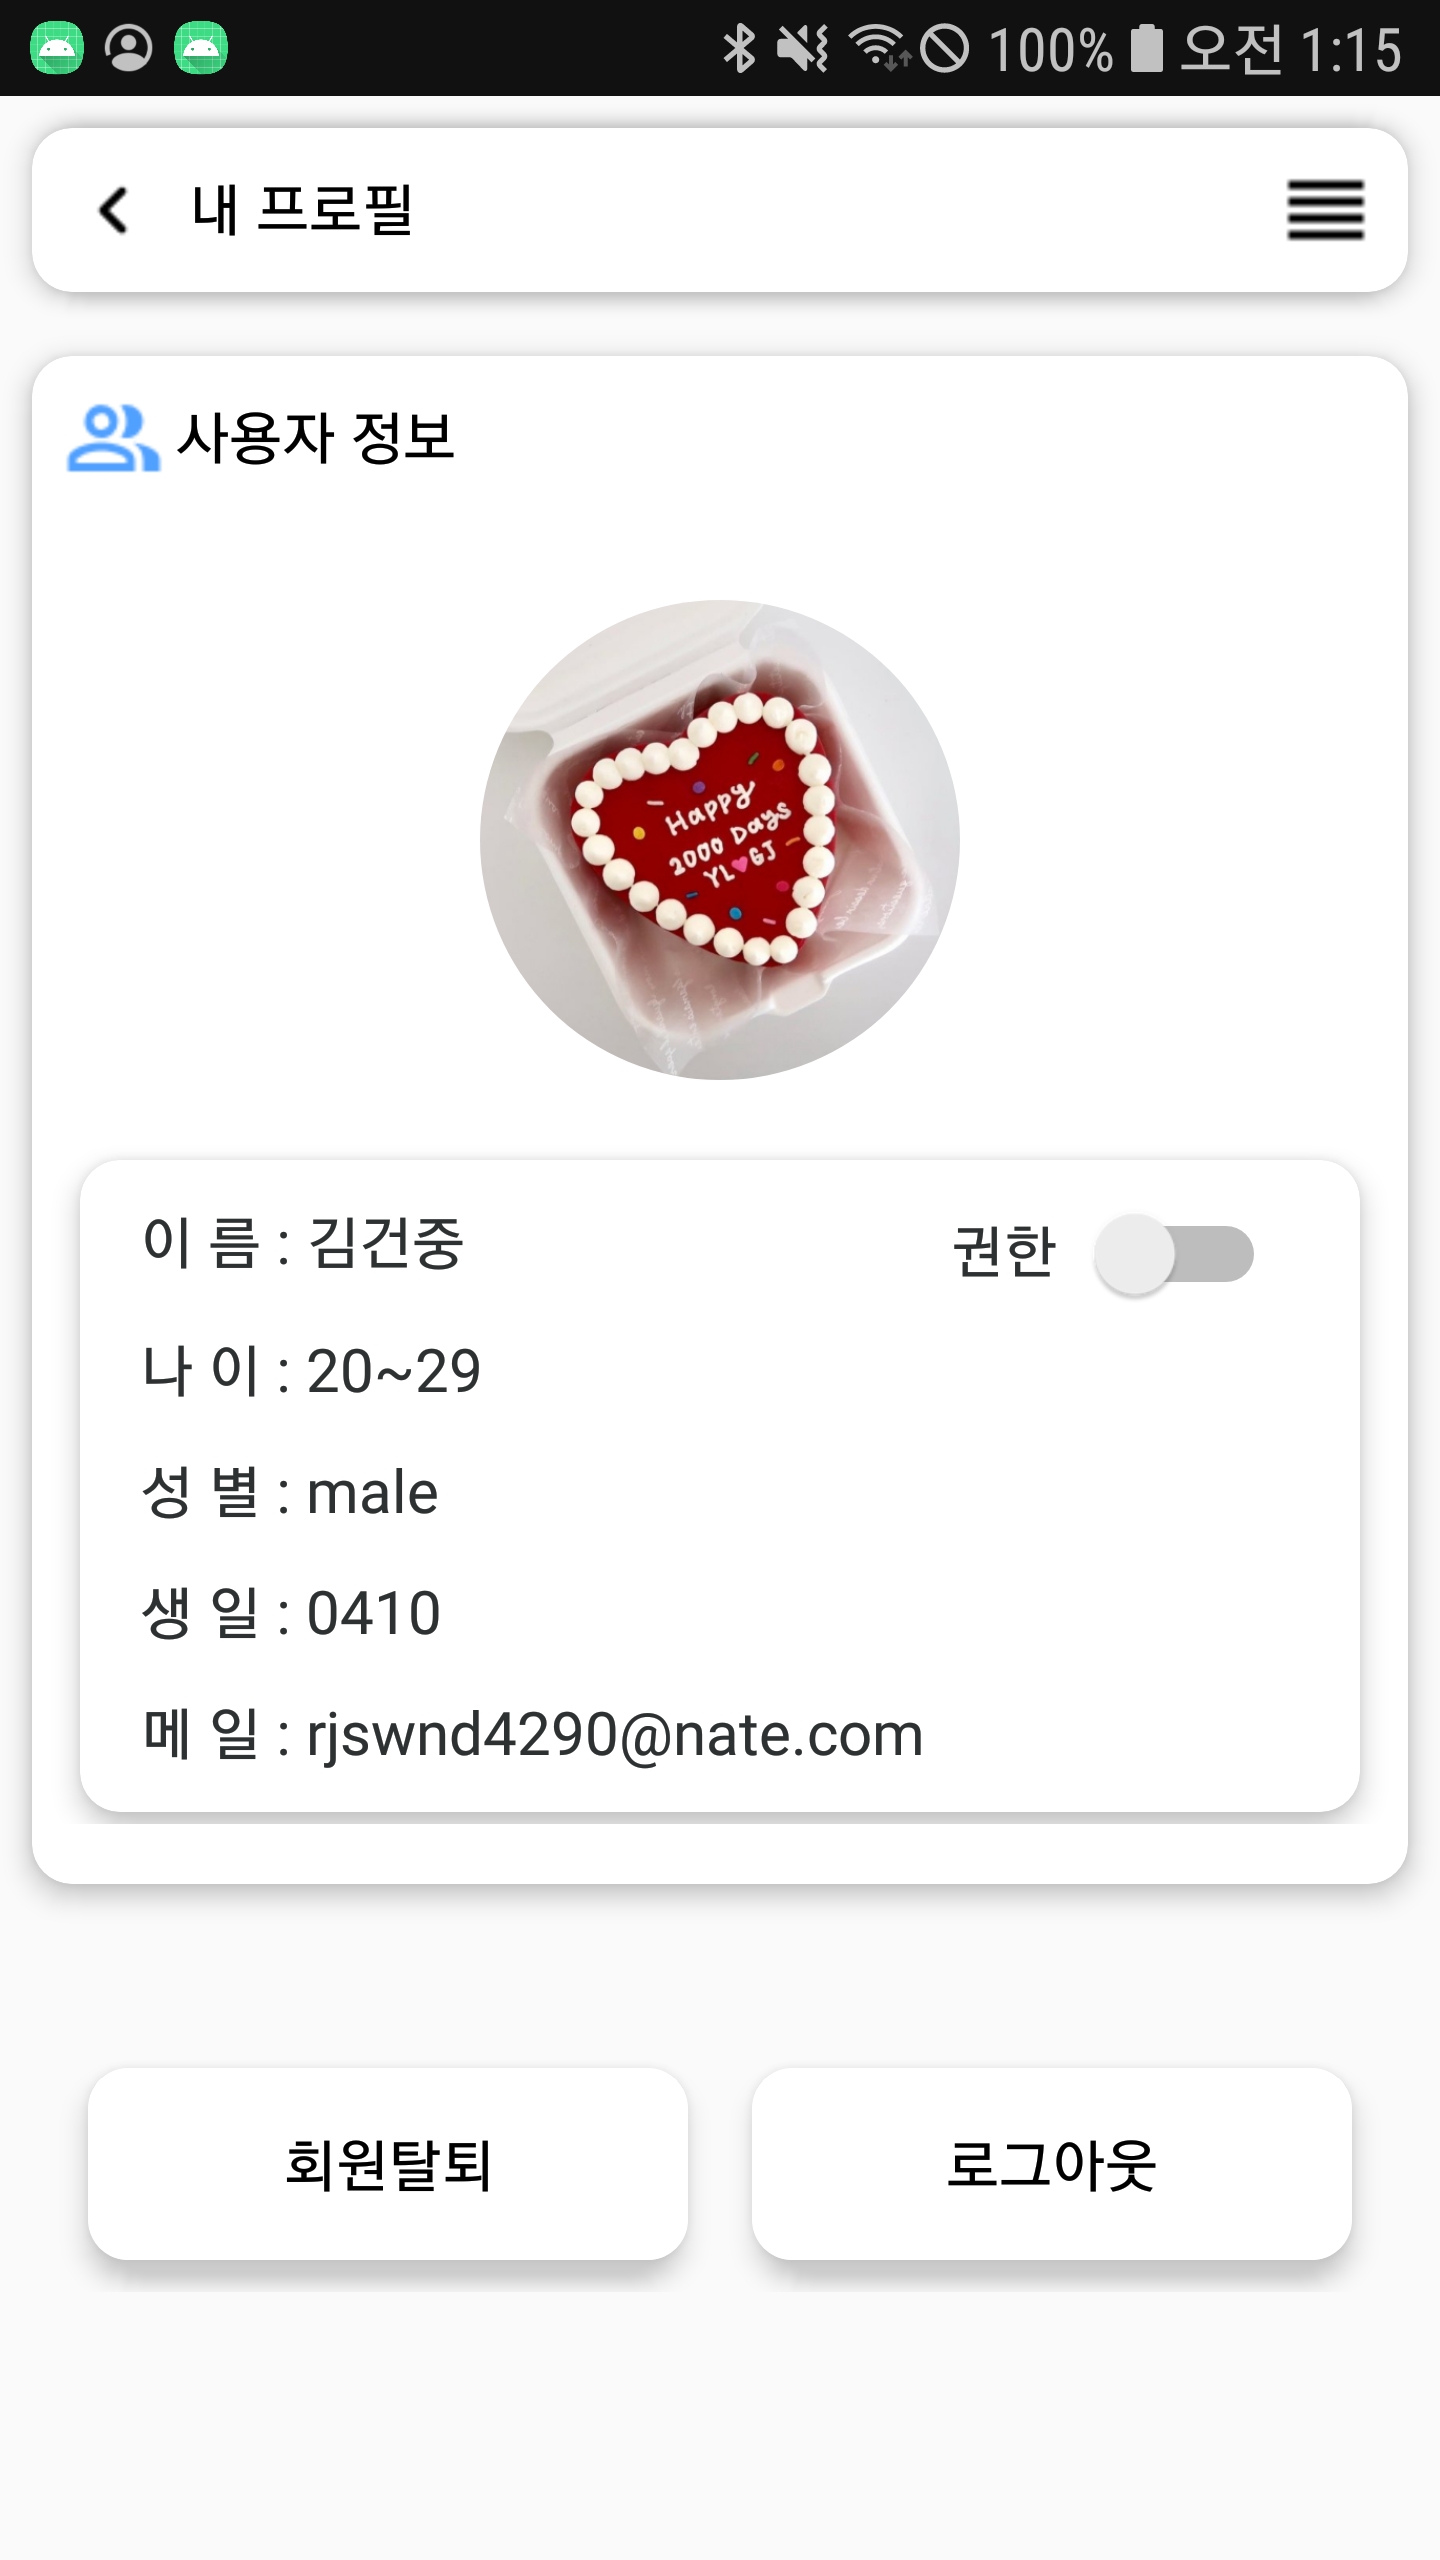 100% 오전 1:15
내 프로필
사용자 정보
Happy
2000 Days
YL♥GJ
이 름 : 김건중
권한
나 이 : 20~29
성 별 : male
생 일 : 0410
메 일 : rjswnd4290@nate.com
회원탈퇴
로그아웃